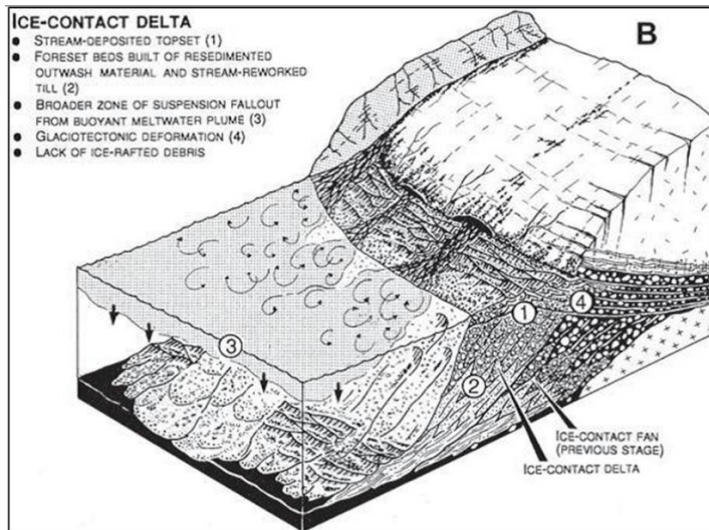 ICE-CONTACT DELTA
B
● STREAM-DEPOSITED TOPSET (1)
● FORESET BEDS BUILT OF RESEDIMENTED
OUTWASH MATERIAL AND STREAM-REWORKED
TILL (2)
● BROADER ZONE OF SUSPENSION FALLOUT
FROM BUOYANT MELTWATER PLUME (3)
● GLACIOTECTONIC DEFORMATION (4)
● LACK OF ICE-RAFTED DEBRIS
1
4
3
2
ICE-CONTACT FAN
(PREVIOUS STAGE)
ICE-CONTACT DELTA